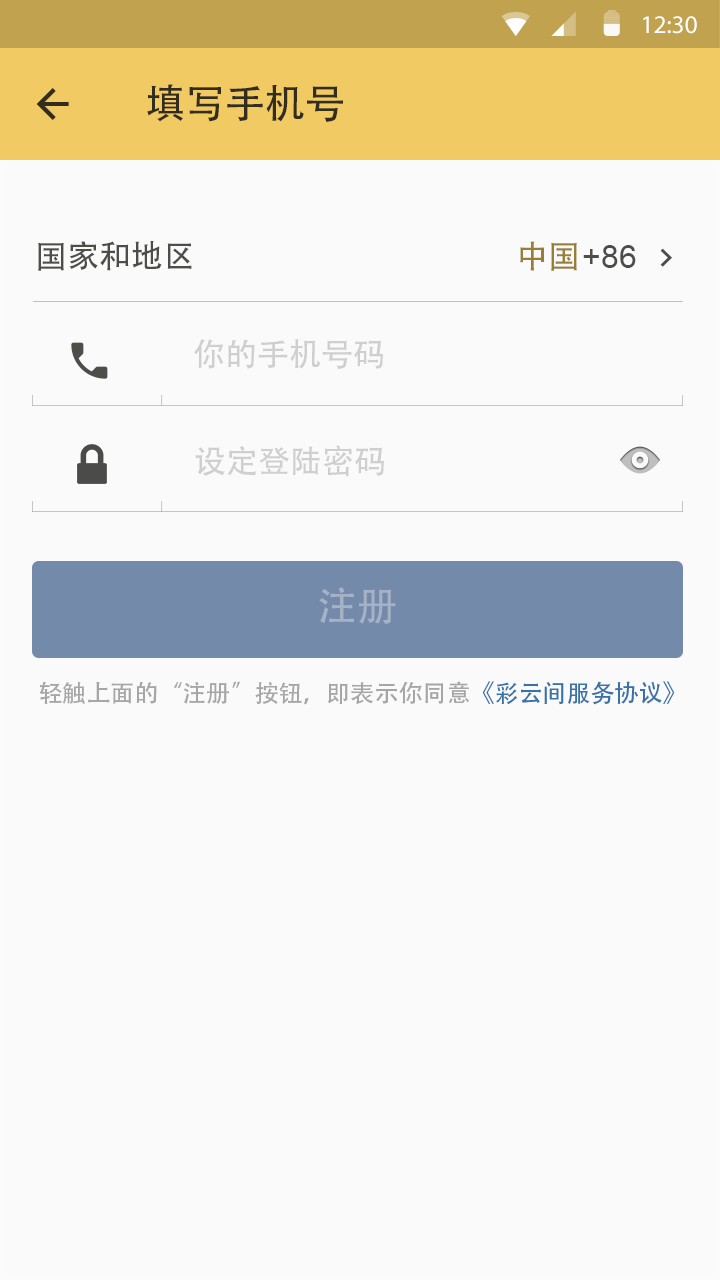 12:30
填写手机号
国家和地区 中国+86
你的手机号码
设定登陆密码
注册
轻触上面的“注册”按钮,即表示你同意《彩云间服务协议》